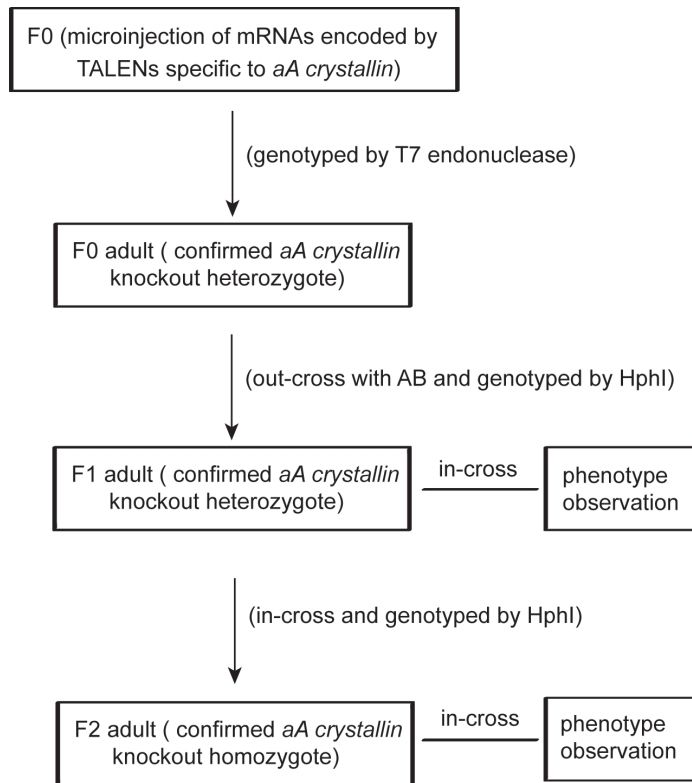 F0 (microinjection of mRNAs encoded by
TALENs specific to aA crystallin)
(genotyped by T7 endonuclease)
F0 adult ( confirmed aA crystallin
knockout heterozygote)
(out-cross with AB and genotyped by HphI)
F1 adult ( confirmed aA crystallin
knockout heterozygote)
in-cross
phenotype
observation
(in-cross and genotyped by HphI)
F2 adult ( confirmed aA crystallin
knockout homozygote)
in-cross
phenotype
observation